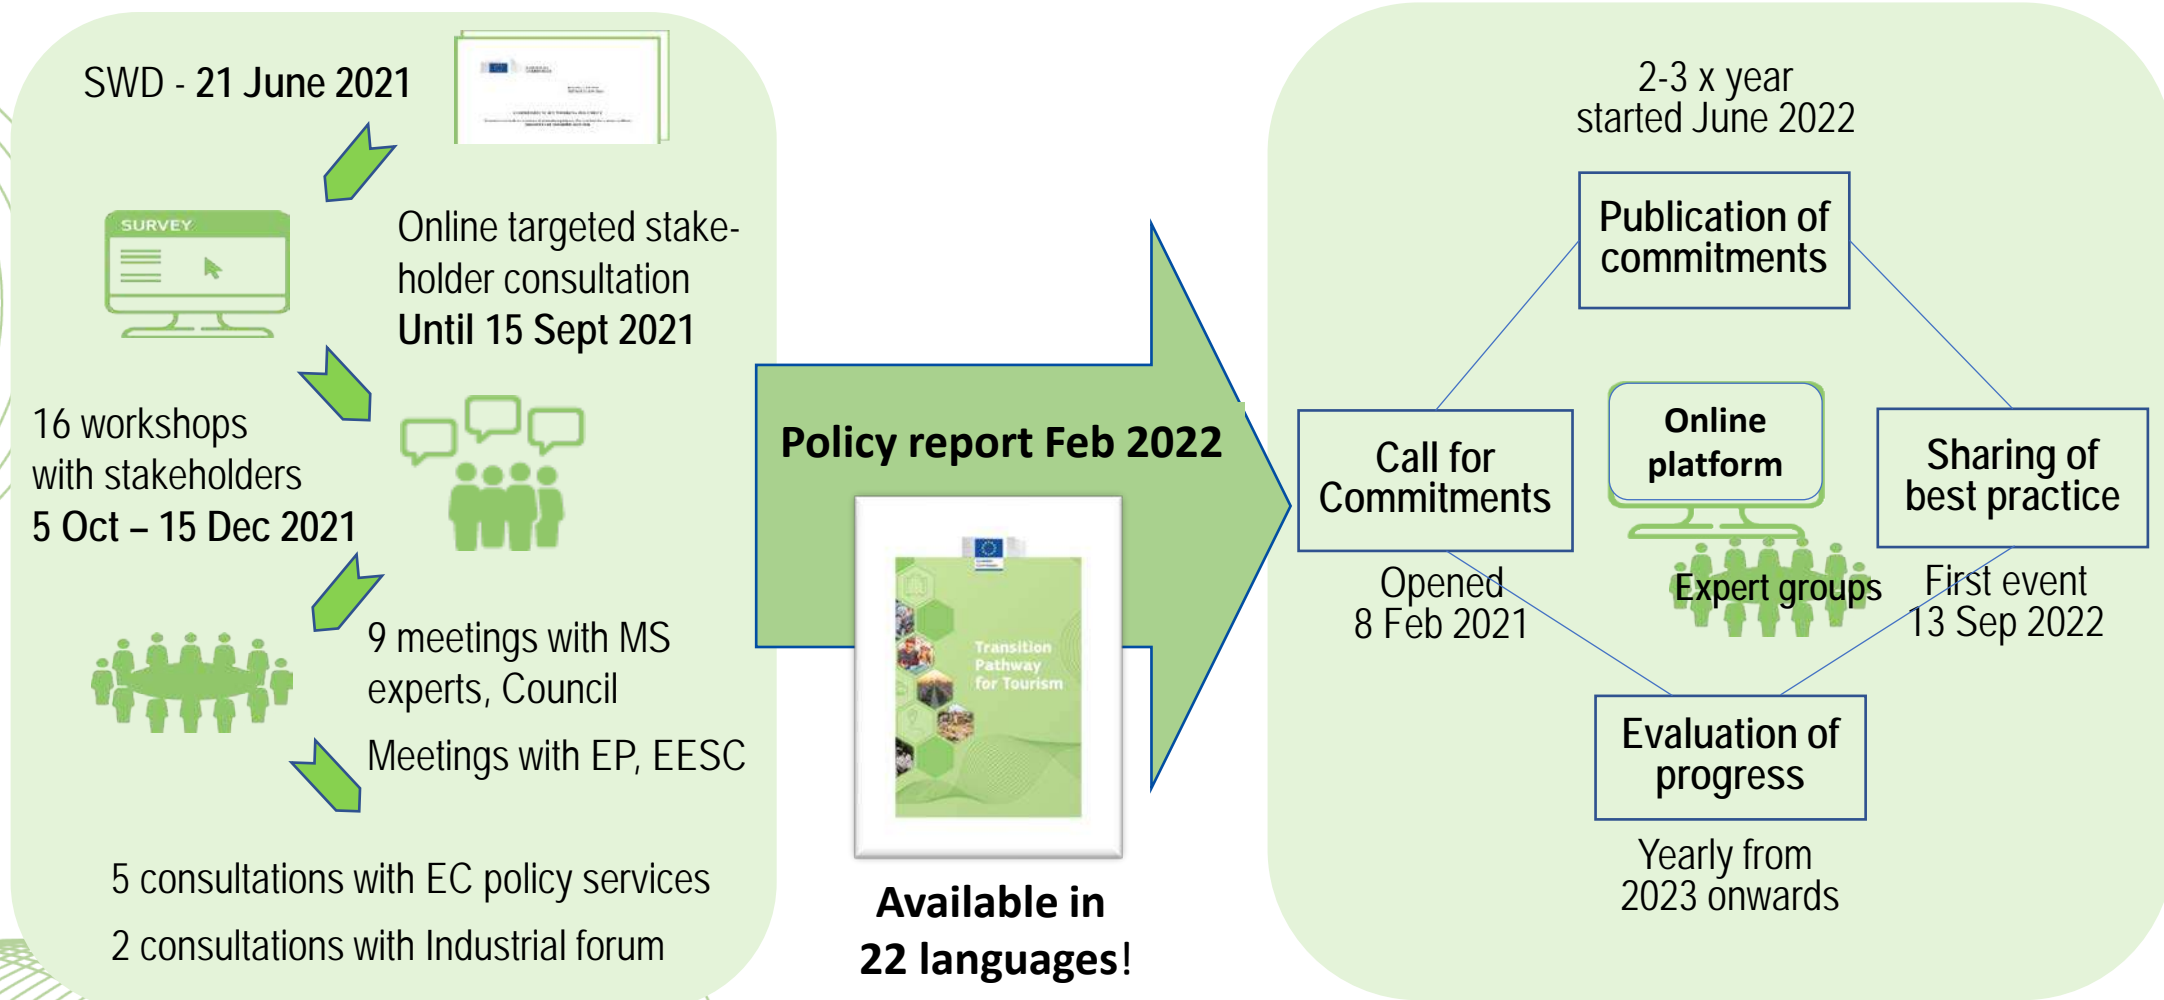 SWD - 21 June 2021
SURVEY
Online targeted stake-
holder consultation
Until 15 Sept 2021
16 workshops
with stakeholders
5 Oct – 15 Dec 2021
9 meetings with MS
experts, Council
Meetings with EP, EESC
5 consultations with EC policy services
2 consultations with Industrial forum
Policy report Feb 2022
Transition
Pathway
for Tourism
Available in
22 languages!
2-3 x year
started June 2022
Publication of
commitments
Call for
Commitments
Opened
8 Feb 2021
Online
platform
Expert groups
Sharing of
best practice
First event
13 Sep 2022
Evaluation of
progress
Yearly from
2023 onwards